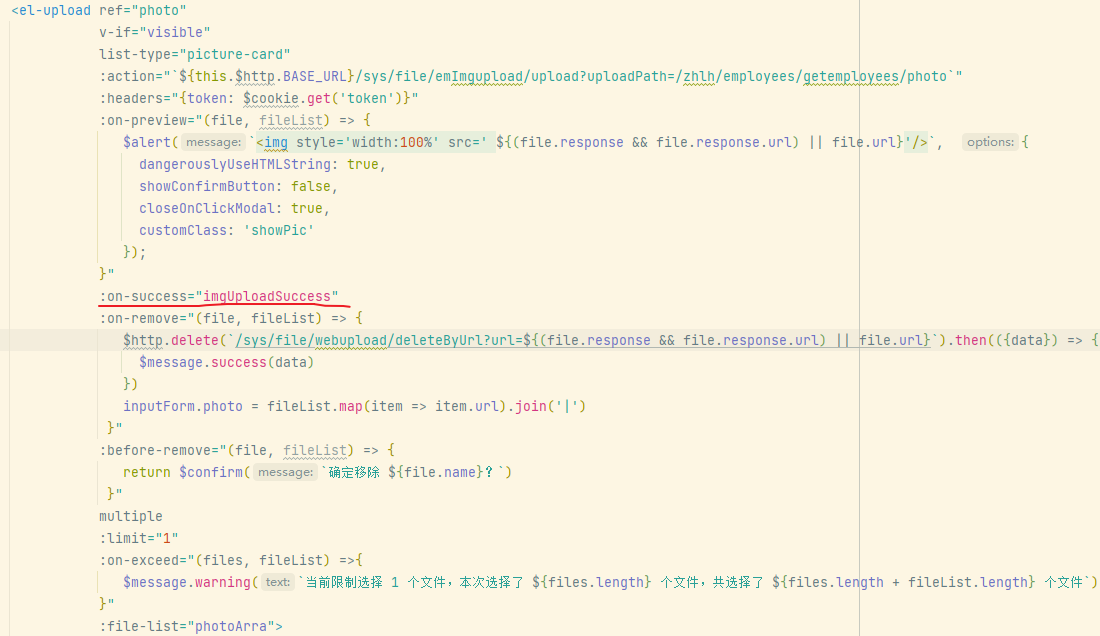 <el-upload ref="photo"
v-if="visible"
list-type="picture-card"
:action="`${this.$http.BASE_URL}/sys/file/emImgupload/upload?uploadPath=/zhlh/employees/getemployees/photo`"
:headers="{token: $cookie.get('token')}"
:on-preview="(file, fileList) => {
$alert( message: `<img style='width:100%' src=' ${(file.response && file.response.url) || file.url}'/>`, options: {
dangerouslyUseHTMLString: true,
showConfirmButton: false,
closeOnClickModal: true,
customClass: 'showPic'
});
}"
:on-success="imgUploadSuccess"
:on-remove="(file, fileList) => {
$http.delete(`/sys/file/webupload/deleteByUrl?url=${(file.response && file.response.url) || file.url}`).then(({data}) => {
$message.success(data)
})
inputForm.photo = fileList.map(item => item.url).join('|')
}"
:before-remove="(file, fileList) => {
return $confirm( message: `确定移除 ${file.name}？`)
}"
multiple
:limit="1"
:on-exceed="(files, fileList) =>{
$message.warning( text: `当前限制选择 1 个文件，本次选择了 ${files.length} 个文件，共选择了 ${files.length + fileList.length} 个文件`)
}"
:file-list="photoArra">